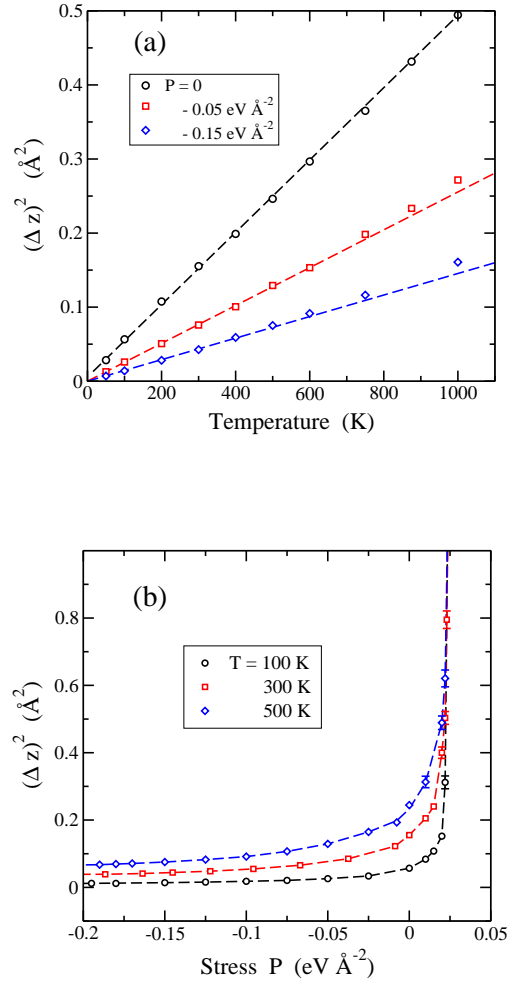 0.5
(a)
P = 0
- 0.05 eV Å⁻²
- 0.15 eV Å⁻²
0.4
0.3
0.2
0.1
0
(Δ z)² (Å²)
0 200 400 600 800 1000
Temperature (K)
(b)
T = 100 K
300 K
500 K
0.8
0.6
0.4
0.2
0
(Δ z)² (Å²)
-0.2 -0.15 -0.1 -0.05 0 0.05
Stress P (eV Å⁻²)